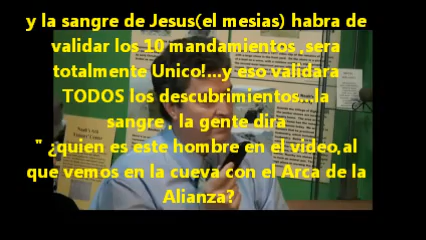 y la sangre de Jesus(el mesias) habra de
validar los 10 mandamientos ,sera
totalmente Unico!...y eso validara
TODOS los descubrimientos...la
sangre , la gente dira
" ¿quien es este hombre en el video,al
que vemos en la cueva con el Arca de la
Alianza?